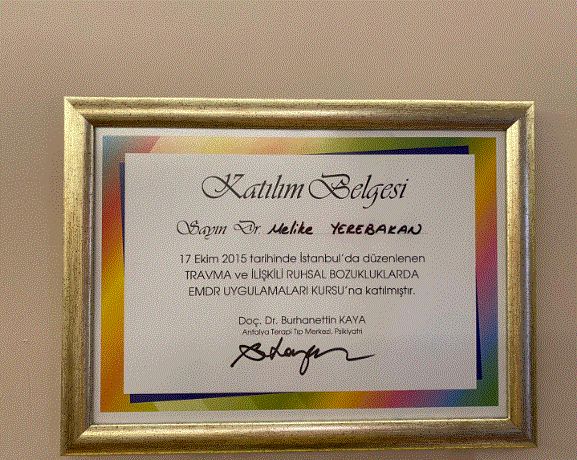 Katılım Belgesi
Sayın Dr. Melike YEREBAKAN
17 Ekim 2015 tarihinde İstanbul'da düzenlenen
TRAVMA ve İLİŞKİLİ RUHSAL BOZUKLUKLARDA
EMDR UYGULAMALARI KURSU'na katılmıştır.
Doç. Dr. Burhanettin KAYA
Antalya Terapi Tıp Merkezi, Psikiyatri